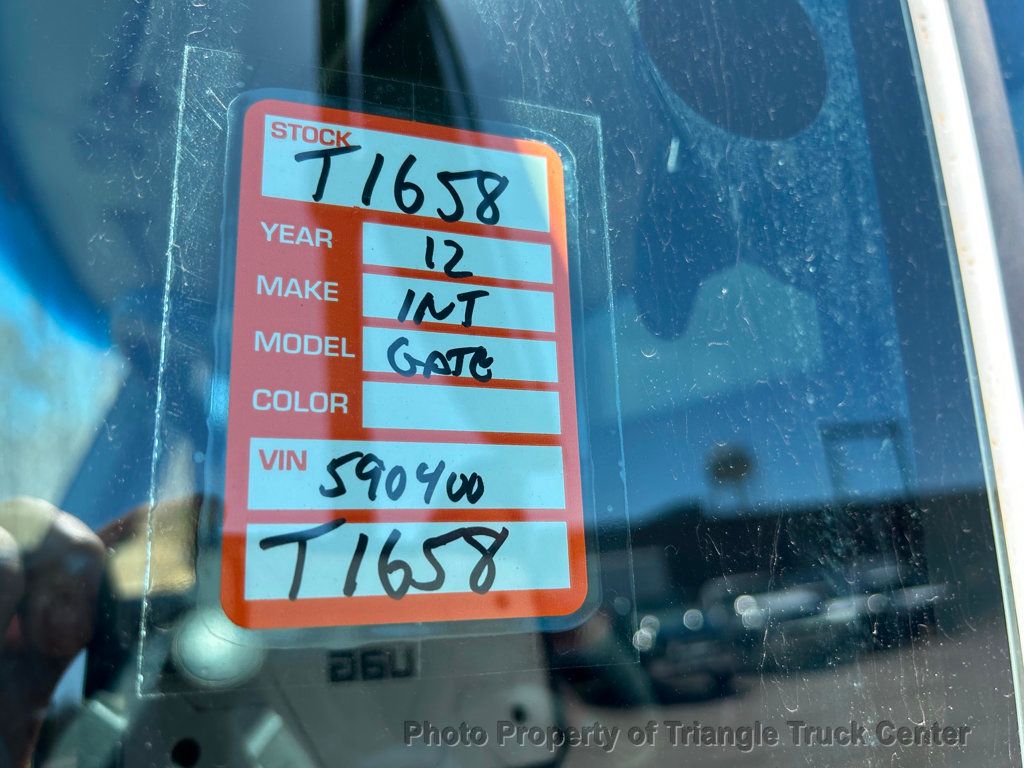 STOCK
T1658
YEAR 12
MAKE INT
MODEL GATE
COLOR
VIN 590400
T1658
Photo Property of Triangle Truck Center